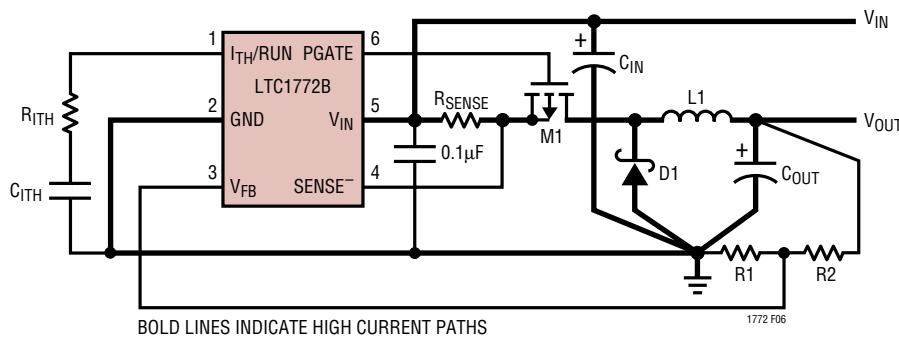 V_IN
1
I_TH/RUN PGATE
6
+
C_IN
LTC1772B
R_ITH
2
GND
V_IN
5
R_SENSE
L1
M1
V_OUT
0.1µF
D1
+
C_OUT
C_ITH
3
V_FB
SENSE⁻
4
R1
R2
1772 F06
BOLD LINES INDICATE HIGH CURRENT PATHS